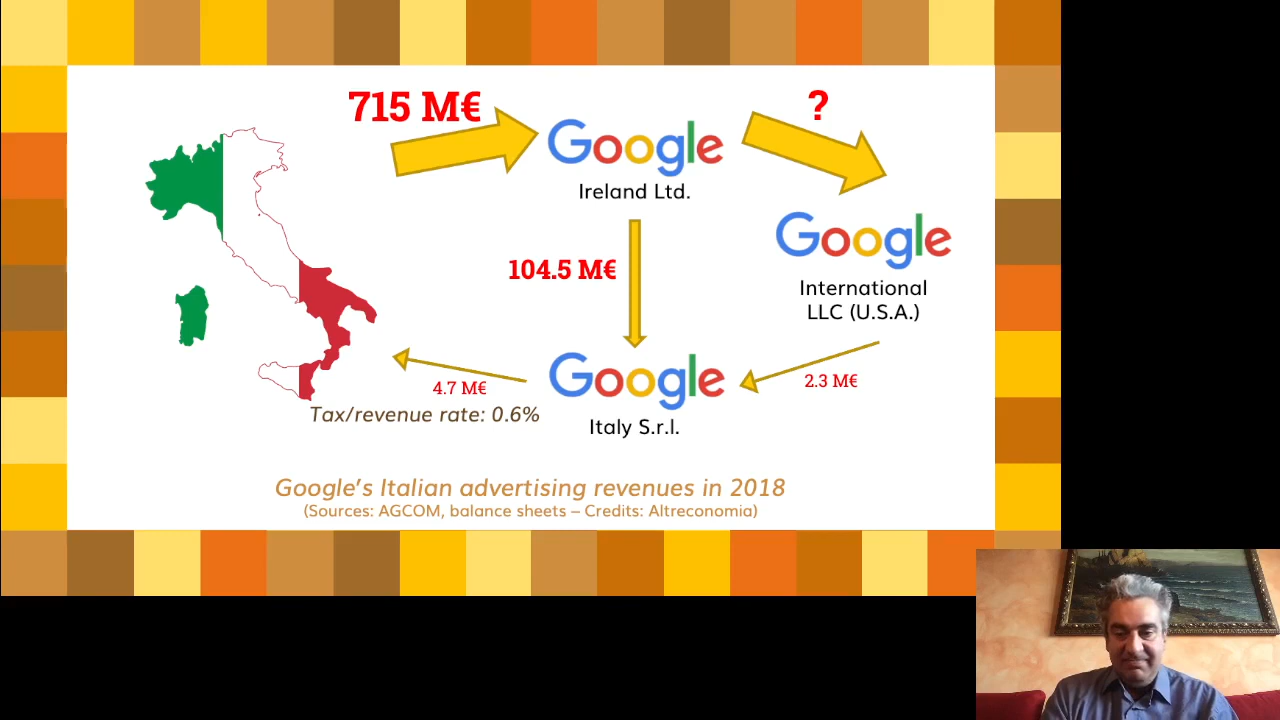 715 M€
?
Google
Ireland Ltd.
Google
International
LLC (U.S.A.)
104.5 M€
Google
Italy S.r.l.
2.3 M€
4.7 M€
Tax/revenue rate: 0.6%
Google's Italian advertising revenues in 2018
(Sources: AGCOM, balance sheets – Credits: Altreconomia)